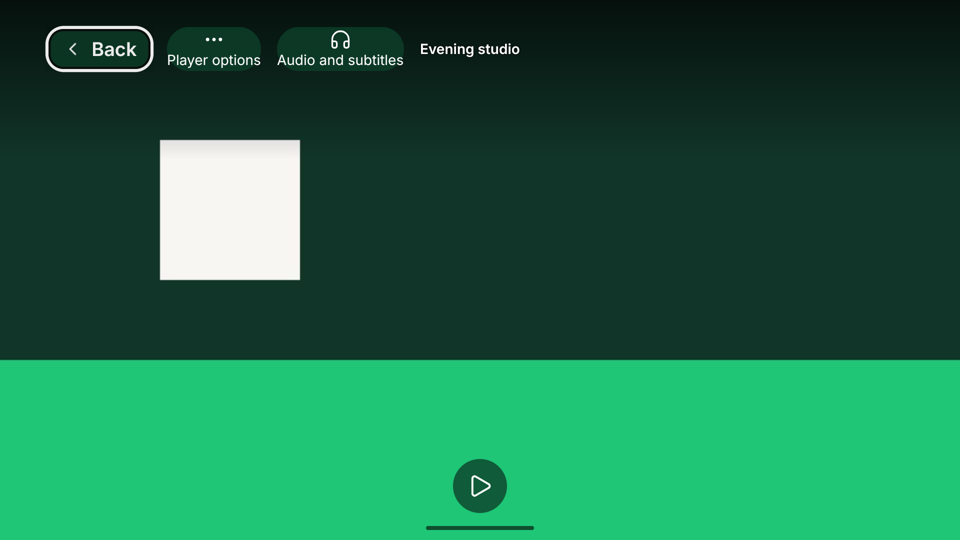 Back
Player options
Audio and subtitles
Evening studio